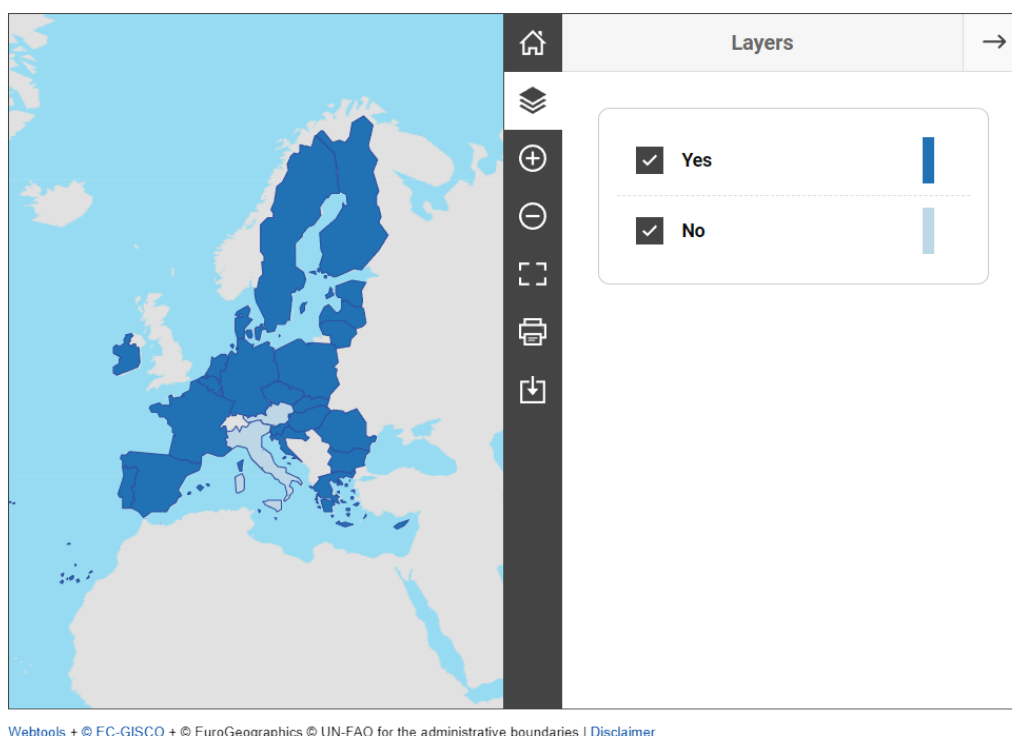 Layers
Yes
No
Webtools + © EC-GISCO + © EuroGeographics © UN-FAO for the administrative boundaries | Disclaimer